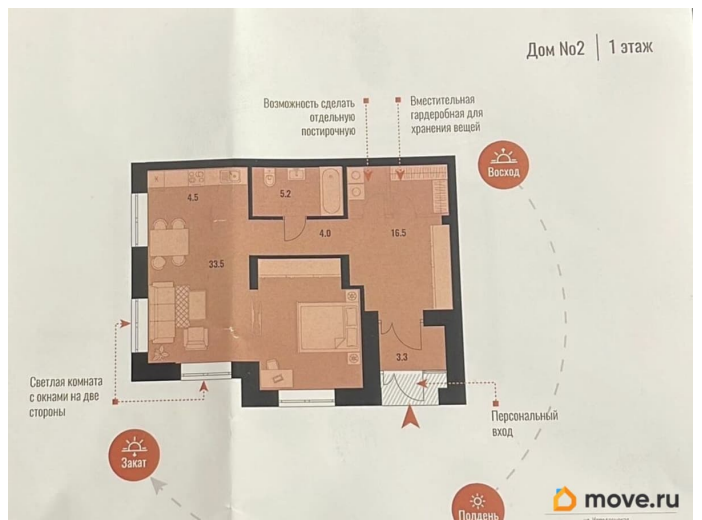 Дом №2 | 1 этаж
Возможность сделать
отдельную
постирочную
Вместительная
гардеробная для
хранения вещей
Восход
4.5
5.2
4.0
16.5
33.5
3.3
Светлая комната
с окнами на две
стороны
Персональный
вход
Закат
Полдень
move.ru